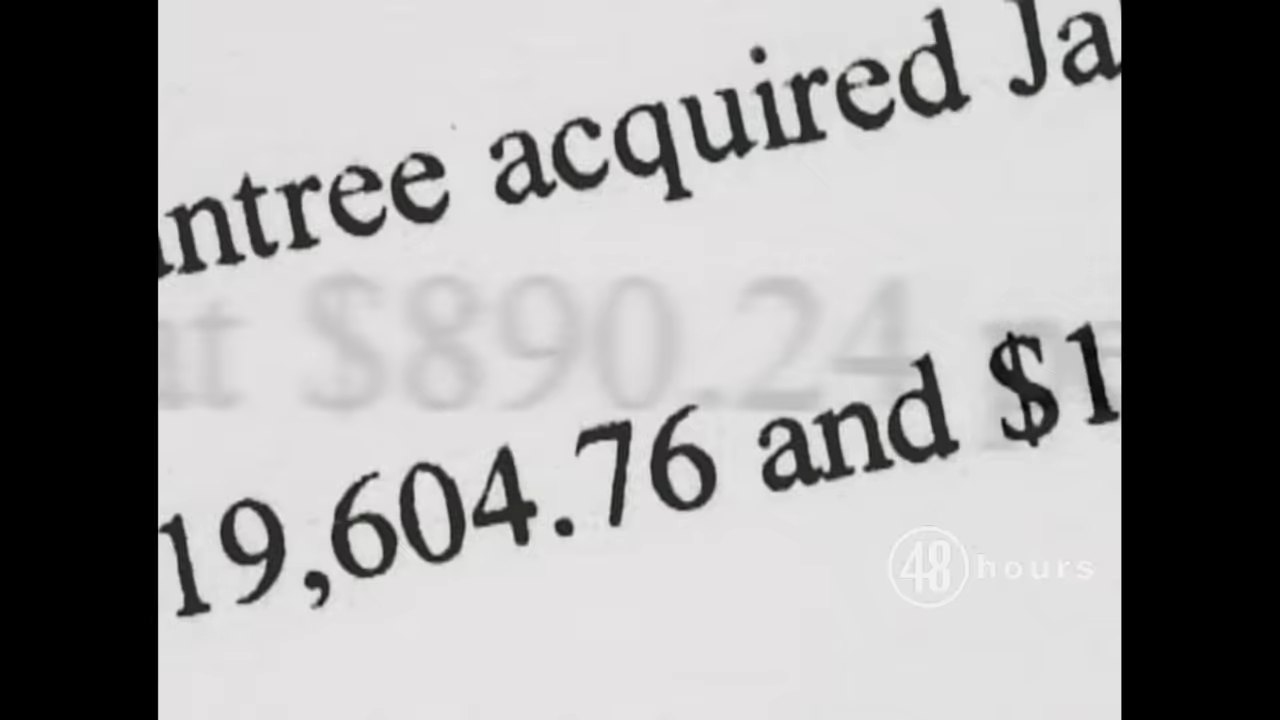 ntree acquired Ja
$890.24
19,604.76 and $1
48 hours